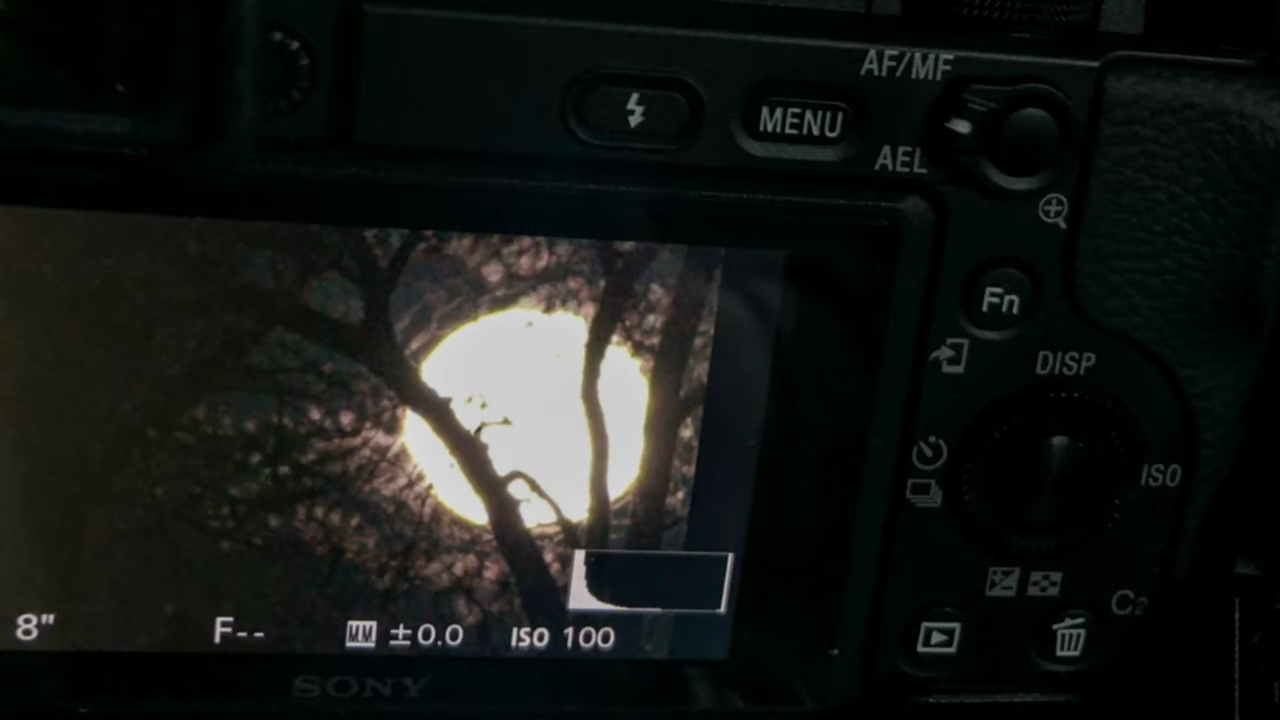 AF/MF
MENU
AEL
Fn
DISP
ISO
C2
8" F-- M.M. ±0.0 ISO 100
SONY